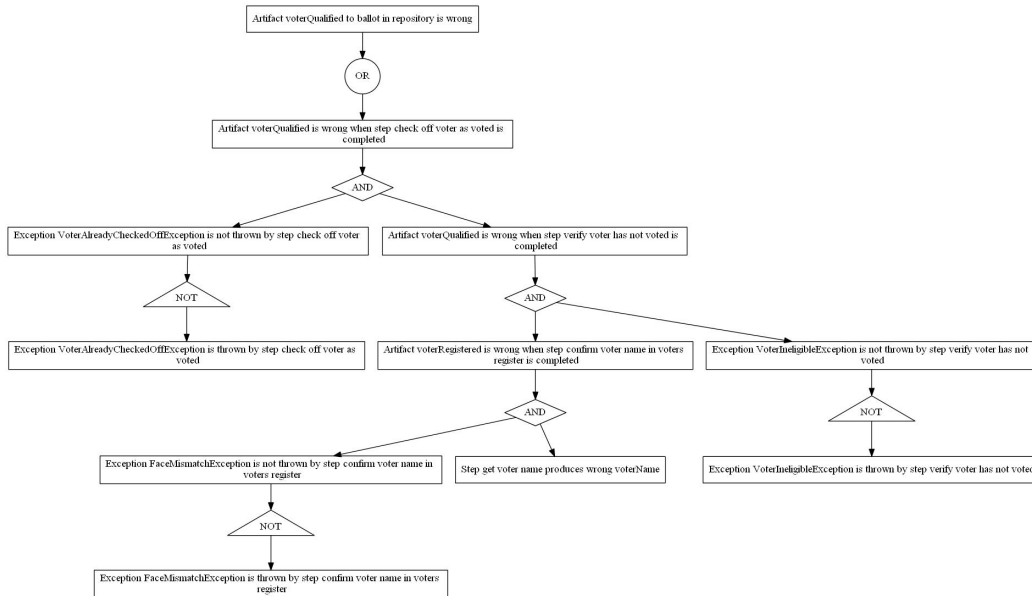 Artifact voterQualified to ballot in repository is wrong
OR
Artifact voterQualified is wrong when step check off voter as voted is
completed
AND
Exception VoterAlreadyCheckedOffException is not thrown by step check off voter
as voted
Artifact voterQualified is wrong when step verify voter has not voted is
completed
NOT
AND
Exception VoterAlreadyCheckedOffException is thrown by step check off voter as
voted
Artifact voterRegistered is wrong when step confirm voter name in voters
register is completed
Exception VoterIneligibleException is not thrown by step verify voter has not
voted
AND
NOT
Exception FaceMismatchException is not thrown by step confirm voter name in
voters register
Step get voter name produces wrong voterName
Exception VoterIneligibleException is thrown by step verify voter has not voted
NOT
Exception FaceMismatchException is thrown by step confirm voter name in voters
register